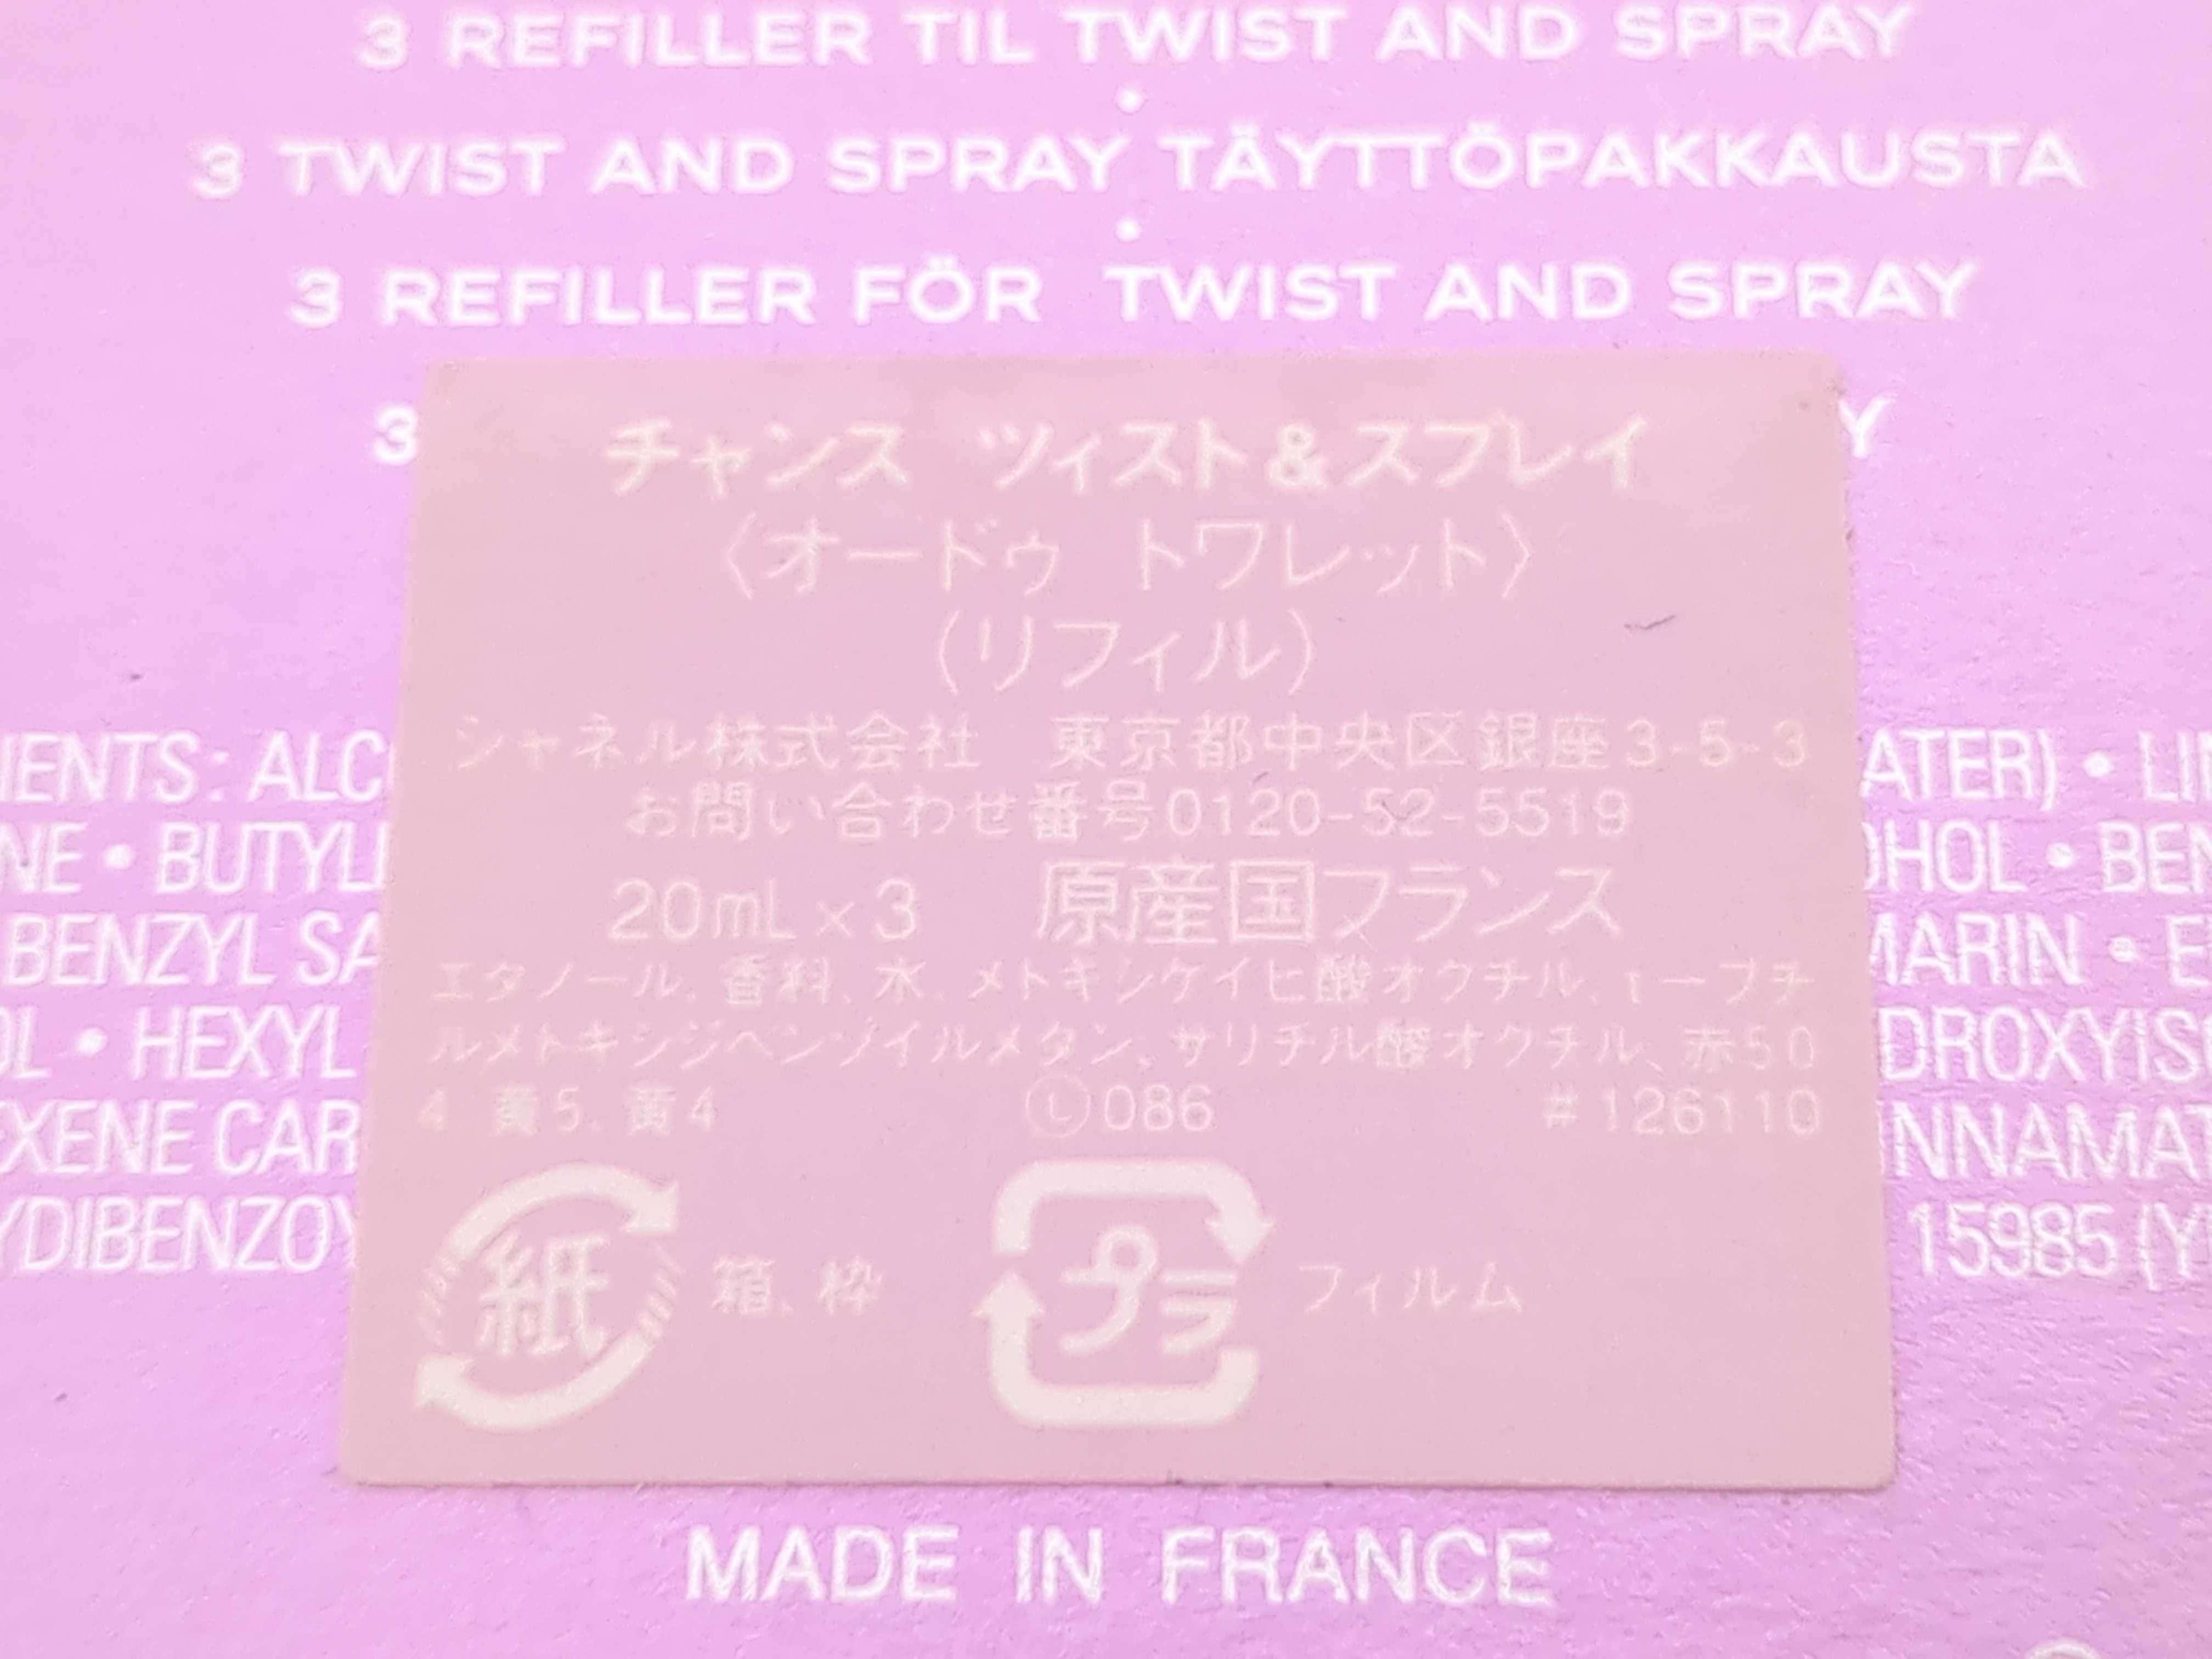 3 REFILLER TIL TWIST AND SPRAY
•
3 TWIST AND SPRAY TÄYTTÖPAKKAUSTA
•
3 REFILLER FÖR TWIST AND SPRAY
3 Y
チャンス ツィスト&スプレイ
〈オードゥ トワレット〉
(リフィル)
シャネル株式会社 東京都中央区銀座3-5-3
お問い合わせ番号0120-52-5519
20mL×3 原産国フランス
エタノール、香料、水、メトキシケイヒ酸オクチル、t－ブチ
ルメトキシジベンゾイルメタン、サリチル酸オクチル、赤50
4、黄5、黄4 Ⓛ086 #126110
紙 箱、枠 プラ フィルム
IENTS: ALC ATER) • LI
NE • BUTYL OHOL • BEN
BENZYL SA MARIN • E
OL • HEXYL DROXYIS
EXENE CAR NNAMAT
YDIBENZOY 15985 (Y
MADE IN FRANCE